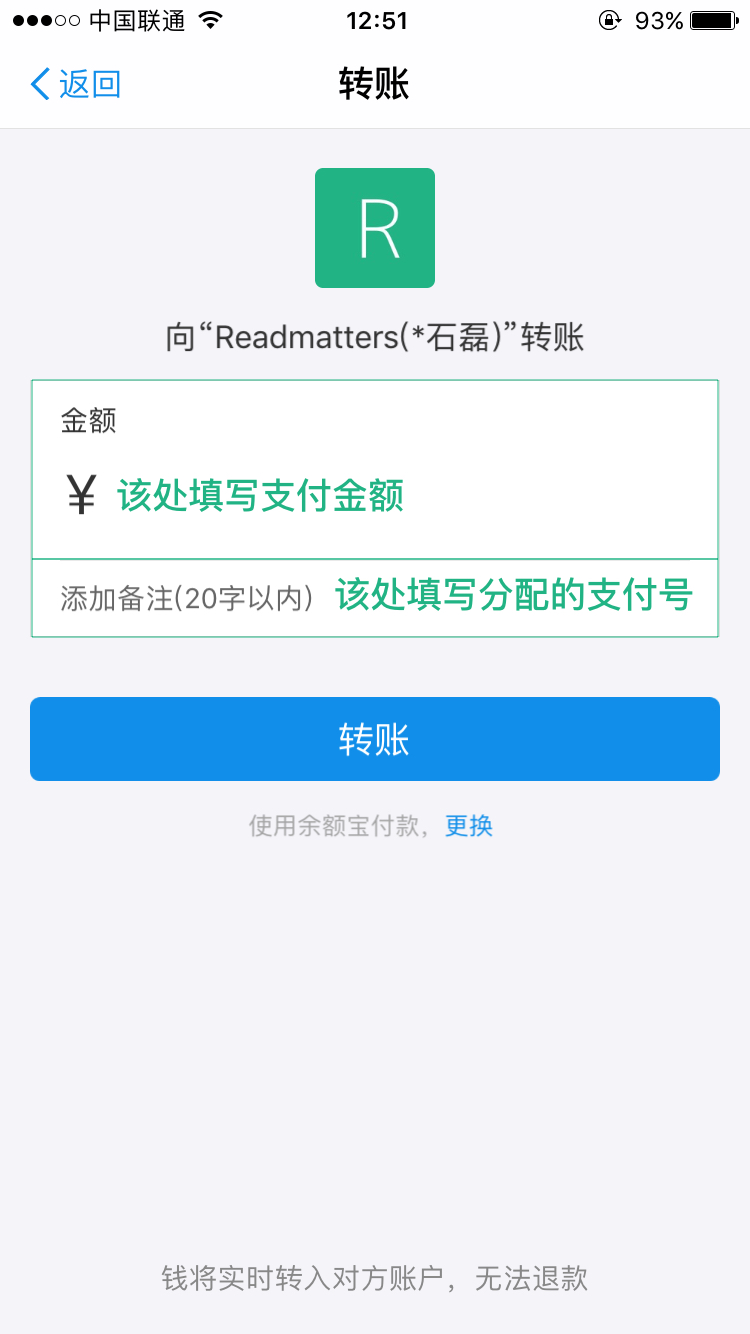 中国联通 12:51 93%
返回 转账
R
向“Readmatters(*石磊)”转账
金额
¥ 该处填写支付金额
添加备注(20字以内) 该处填写分配的支付号
转账
使用余额宝付款，更换
钱将实时转入对方账户，无法退款